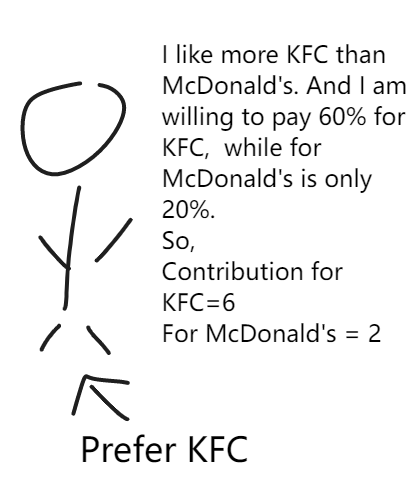 I like more KFC than
McDonald's. And I am
willing to pay 60% for
KFC,  while for
McDonald's is only
20%.
So,
Contribution for
KFC=6
For McDonald's = 2
Prefer KFC